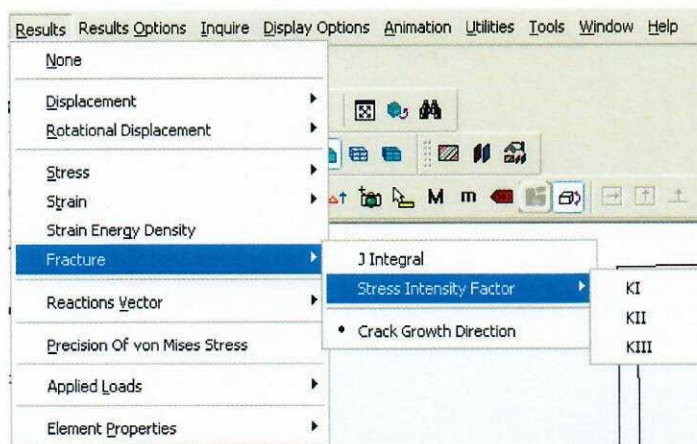 Results Results Options Inquire Display Options Animation Utilities Tools Window Help
None
Displacement
Rotational Displacement
Stress
Strain
Strain Energy Density
Fracture
Reactions Vector
Precision Of von Mises Stress
Applied Loads
Element Properties
J Integral
Stress Intensity Factor
Crack Growth Direction
KI
KII
KIII
M m